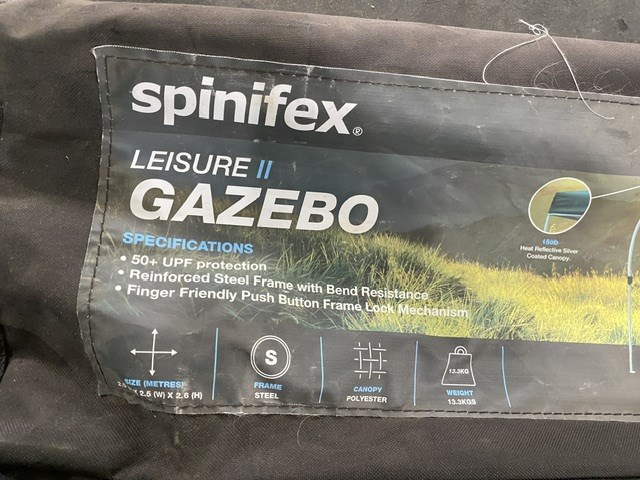 spinifex®
LEISURE II
GAZEBO
SPECIFICATIONS
• 50+ UPF protection
• Reinforced Steel Frame with Bend Resistance
• Finger Friendly Push Button Frame Lock Mechanism
150D
Heat Reflective Silver
Coated Canopy.
S
13.3KG
SIZE (METRES)
X 2.5 (W) X 2.6 (H)
FRAME
STEEL
CANOPY
POLYESTER
WEIGHT
13.3KGS